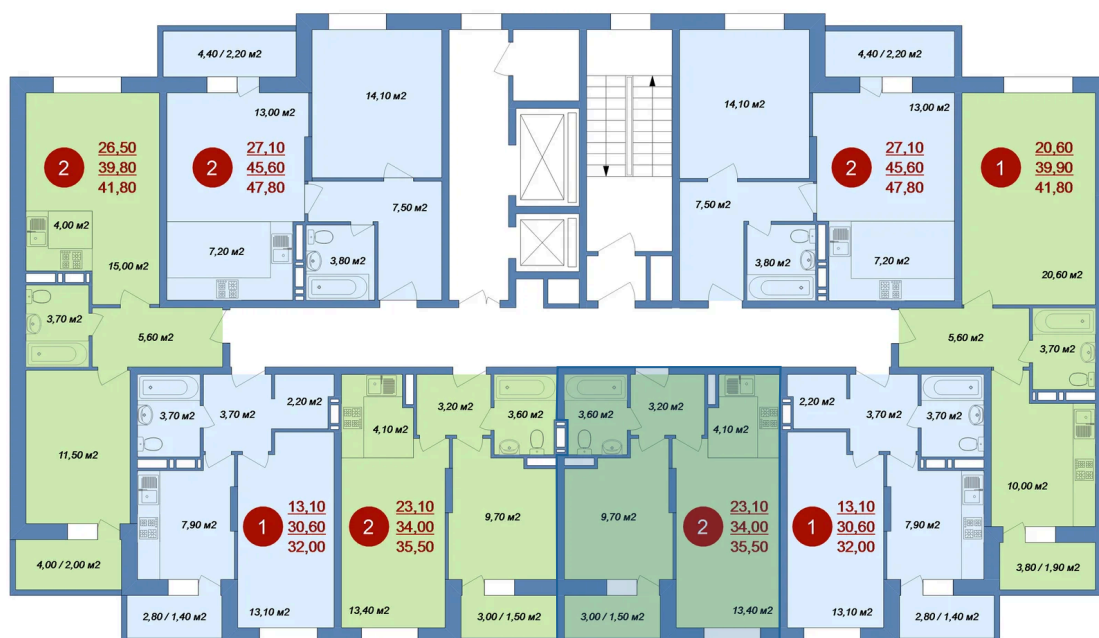 4,40 / 2,20 м2
14,10 м2
13,00 м2
2
27,10
45,60
47,80
7,20 м2
7,50 м2
3,80 м2
2
26,50
39,80
41,80
4,00 м2
15,00 м2
3,70 м2
5,60 м2
11,50 м2
4,00 / 2,00 м2
14,10 м2
4,40 / 2,20 м2
13,00 м2
2
27,10
45,60
47,80
7,50 м2
3,80 м2
7,20 м2
1
20,60
39,90
41,80
20,60 м2
5,60 м2
3,70 м2
10,00 м2
3,80 / 1,90 м2
3,70 м2
3,70 м2
2,20 м2
7,90 м2
1
13,10
30,60
32,00
13,10 м2
2,80 / 1,40 м2
4,10 м2
3,20 м2
3,60 м2
2
23,10
34,00
35,50
9,70 м2
13,40 м2
3,00 / 1,50 м2
3,60 м2
3,20 м2
4,10 м2
9,70 м2
2
23,10
34,00
35,50
3,00 / 1,50 м2
13,40 м2
2,20 м2
3,70 м2
3,70 м2
1
13,10
30,60
32,00
7,90 м2
13,10 м2
2,80 / 1,40 м2